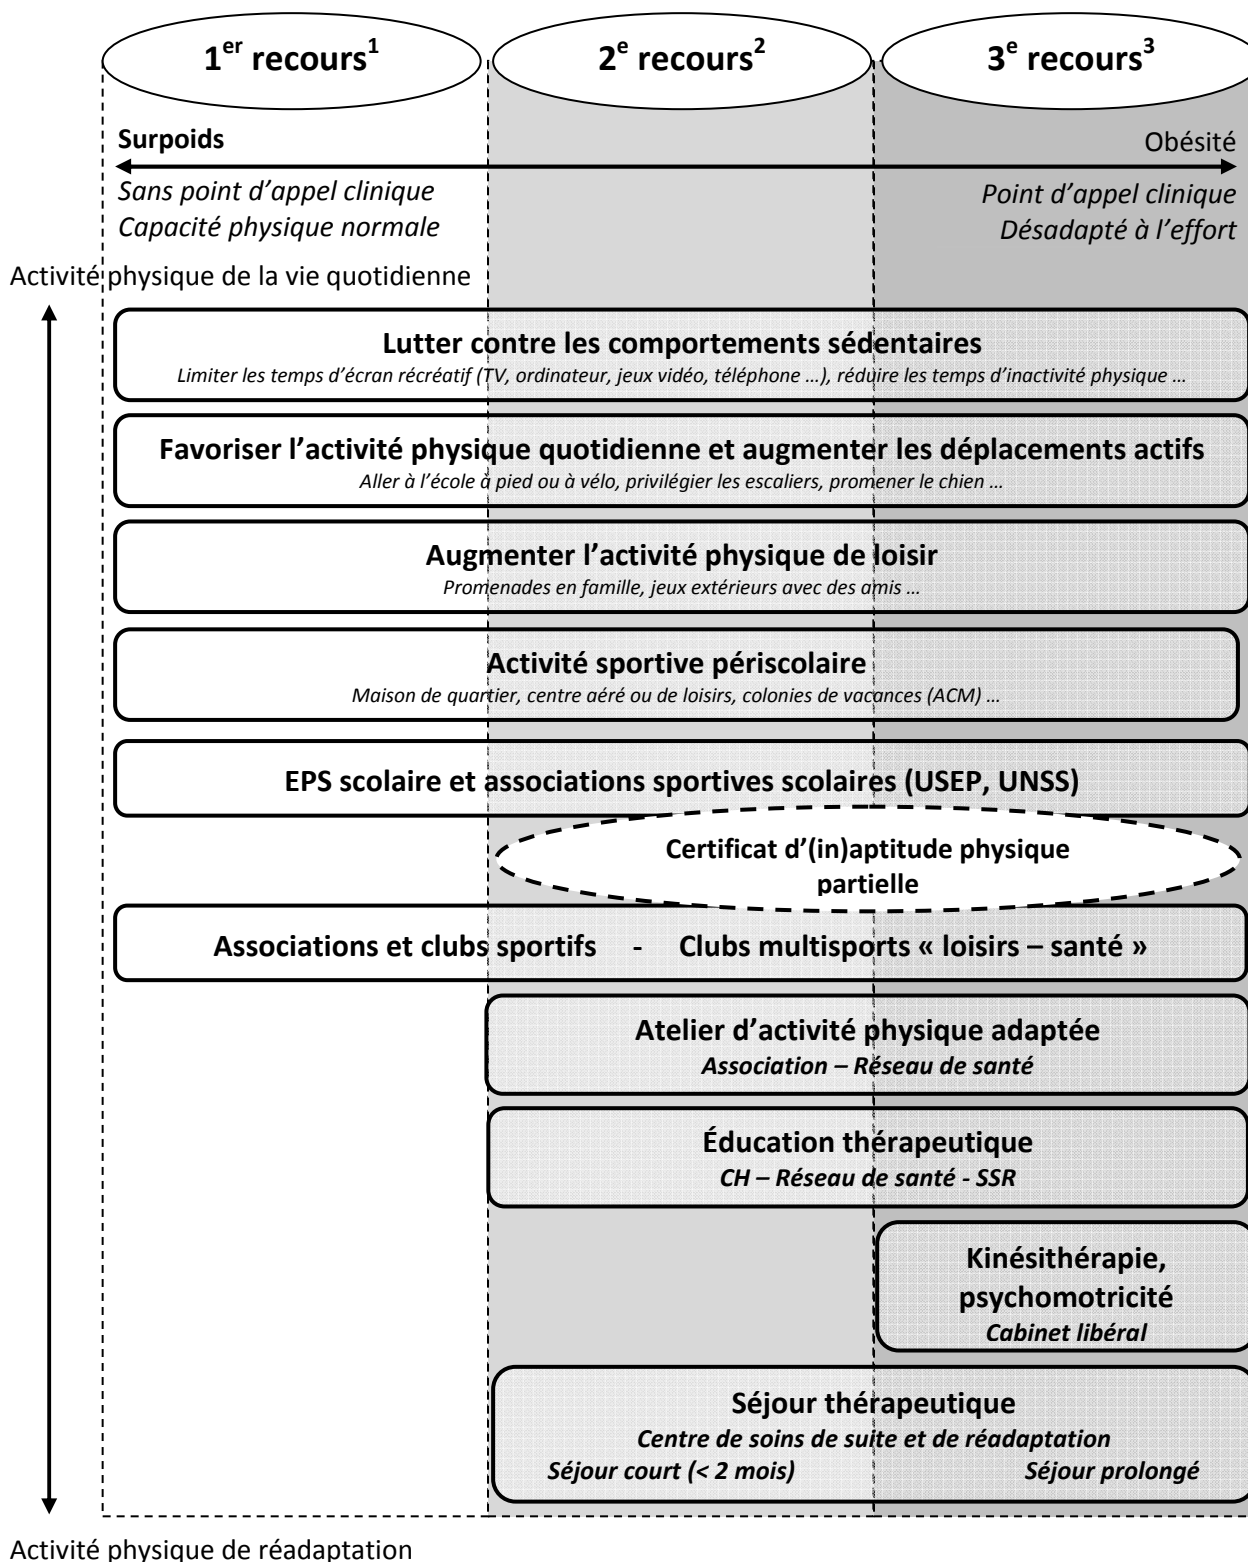 1er recours1
2e recours2
3e recours3
Surpoids
Obésité
Sans point d’appel clinique
Point d’appel clinique
Capacité physique normale
Désadapté à l’effort
Activité physique de la vie quotidienne
Lutter contre les comportements sédentaires
Limiter les temps d’écran récréatif (TV, ordinateur, jeux vidéo, téléphone …), réduire les temps d’inactivité physique …
Favoriser l’activité physique quotidienne et augmenter les déplacements actifs
Aller à l’école à pied ou à vélo, privilégier les escaliers, promener le chien …
Augmenter l’activité physique de loisir
Promenades en famille, jeux extérieurs avec des amis …
Activité sportive périscolaire
Maison de quartier, centre aéré ou de loisirs, colonies de vacances (ACM) …
EPS scolaire et associations sportives scolaires (USEP, UNSS)
Certificat d’(in)aptitude physique
partielle
Associations et clubs sportifs - Clubs multisports « loisirs – santé »
Atelier d’activité physique adaptée
Association – Réseau de santé
Éducation thérapeutique
CH – Réseau de santé - SSR
Kinésithérapie,
psychomotricité
Cabinet libéral
Séjour thérapeutique
Centre de soins de suite et de réadaptation
Séjour court (< 2 mois)
Séjour prolongé
Activité physique de réadaptation